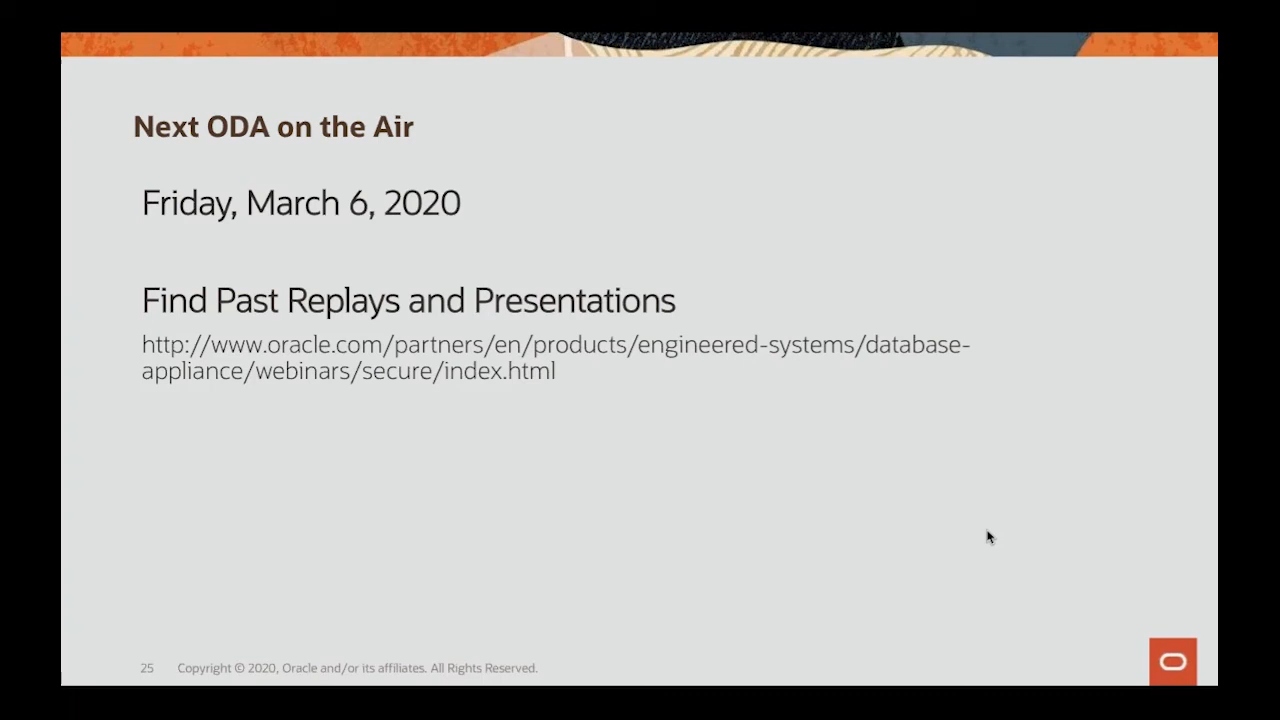 Next ODA on the Air
Friday, March 6, 2020
Find Past Replays and Presentations
http://www.oracle.com/partners/en/products/engineered-systems/database-
appliance/webinars/secure/index.html
25 Copyright © 2020, Oracle and/or its affiliates. All Rights Reserved.